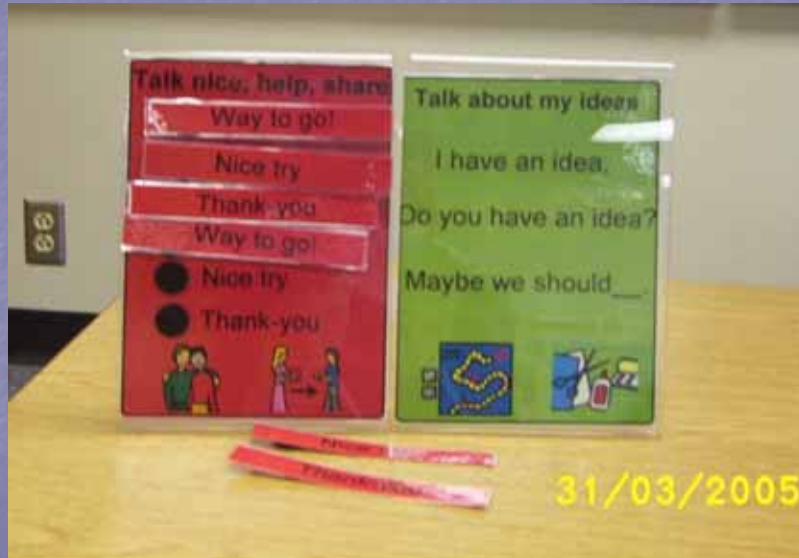 Talk nice, help, share
Way to go!
Nice try
Thank-you
Way to go!
Nice try
Thank-you
Talk about my ideas
I have an idea.
Do you have an idea?
Maybe we should__.
31/03/2005